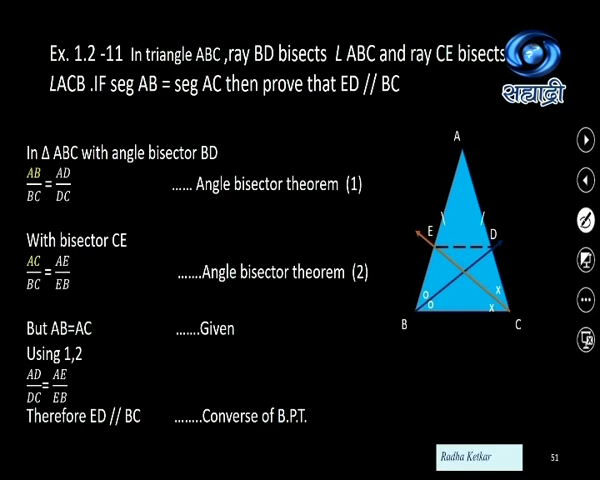 Ex. 1.2 -11 In triangle ABC ,ray BD bisects L ABC and ray CE bisects
LACB .IF seg AB = seg AC then prove that ED // BC
सह्याद्री
In Δ ABC with angle bisector BD
AB/BC = AD/DC ...... Angle bisector theorem (1)
With bisector CE
AC/BC = AE/EB .......Angle bisector theorem (2)
But AB=AC .......Given
Using 1,2
AD/DC = AE/EB
Therefore ED // BC ........Converse of B.P.T.
A
E D
o x
o x
B C
Radha Ketkar
51